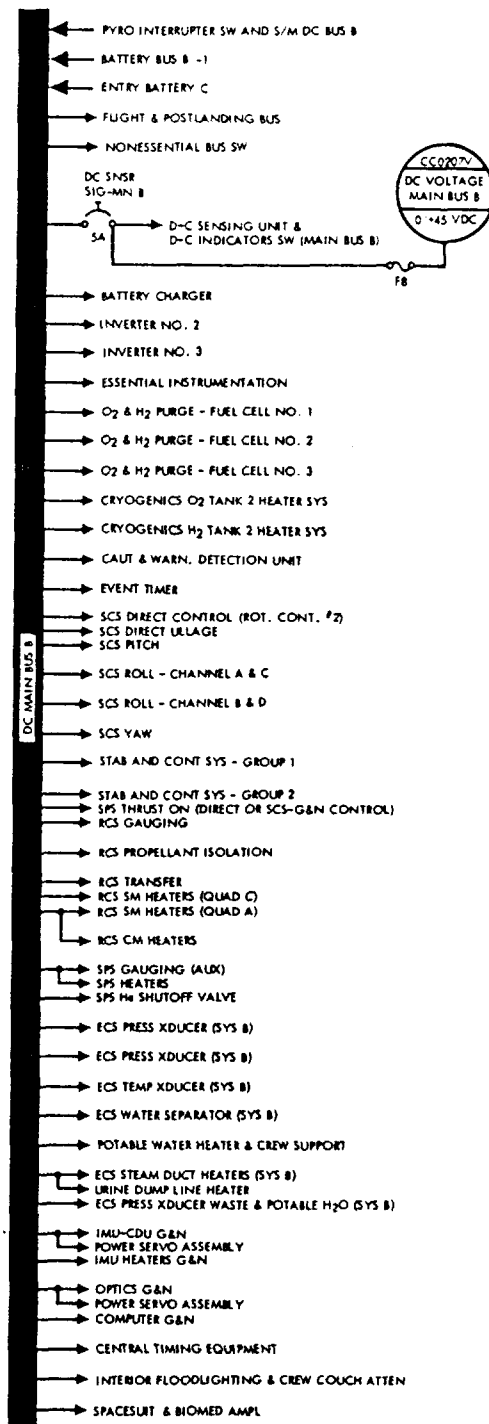 PYRO INTERRUPTER SW AND S/M DC BUS B
BATTERY BUS B -1
ENTRY BATTERY C
FLIGHT & POSTLANDING BUS
NONESSENTIAL BUS SW
DC SNSR
SIG-MN B
5A
D-C SENSING UNIT &
D-C INDICATORS SW (MAIN BUS B)
CC0207V
DC VOLTAGE
MAIN BUS B
0 +45 VDC
F8
BATTERY CHARGER
INVERTER NO. 2
INVERTER NO. 3
ESSENTIAL INSTRUMENTATION
O2 & H2 PURGE - FUEL CELL NO. 1
O2 & H2 PURGE - FUEL CELL NO. 2
O2 & H2 PURGE - FUEL CELL NO. 3
CRYOGENICS O2 TANK 2 HEATER SYS
CRYOGENICS H2 TANK 2 HEATER SYS
CAUT & WARN. DETECTION UNIT
EVENT TIMER
SCS DIRECT CONTROL (ROT. CONT. #2)
SCS DIRECT ULLAGE
SCS PITCH
DC MAIN BUS B
SCS ROLL - CHANNEL A & C
SCS ROLL - CHANNEL B & D
SCS YAW
STAB AND CONT SYS - GROUP 1
STAB AND CONT SYS - GROUP 2
SPS THRUST ON (DIRECT OR SCS-G&N CONTROL)
RCS GAUGING
RCS PROPELLANT ISOLATION
RCS TRANSFER
RCS SM HEATERS (QUAD C)
RCS SM HEATERS (QUAD A)
RCS CM HEATERS
SPS GAUGING (AUX)
SPS HEATERS
SPS He SHUTOFF VALVE
ECS PRESS XDUCER (SYS B)
ECS PRESS XDUCER (SYS B)
ECS TEMP XDUCER (SYS B)
ECS WATER SEPARATOR (SYS B)
POTABLE WATER HEATER & CREW SUPPORT
ECS STEAM DUCT HEATERS (SYS B)
URINE DUMP LINE HEATER
ECS PRESS XDUCER WASTE & POTABLE H2O (SYS B)
IMU-CDU G&N
POWER SERVO ASSEMBLY
IMU HEATERS G&N
OPTICS G&N
POWER SERVO ASSEMBLY
COMPUTER G&N
CENTRAL TIMING EQUIPMENT
INTERIOR FLOODLIGHTING & CREW COUCH ATTEN
SPACESUIT & BIOMED AMPL